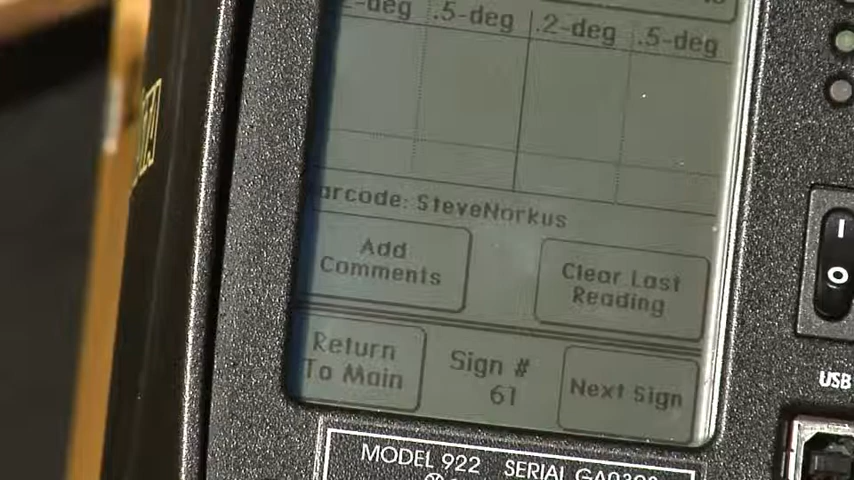 .2-deg .5-deg .2-deg .5-deg
arcode: SteveNorkus
Add
Comments
Clear Last
Reading
Return
To Main
Sign #
61
Next Sign
USB
I
O
MODEL 922 SERIAL